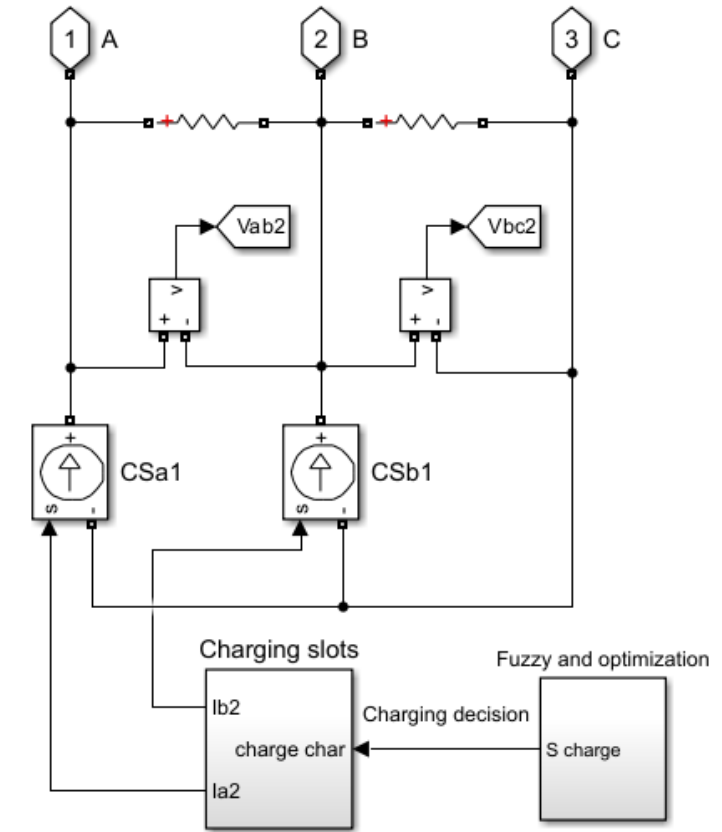 1 A 2 B 3 C
+ +
Vab2 Vbc2
V V
+ - + -
+ +
CSa1 CSb1
s - s -
Charging slots
Fuzzy and optimization
Ib2
Charging decision
charge char
S charge
Ia2